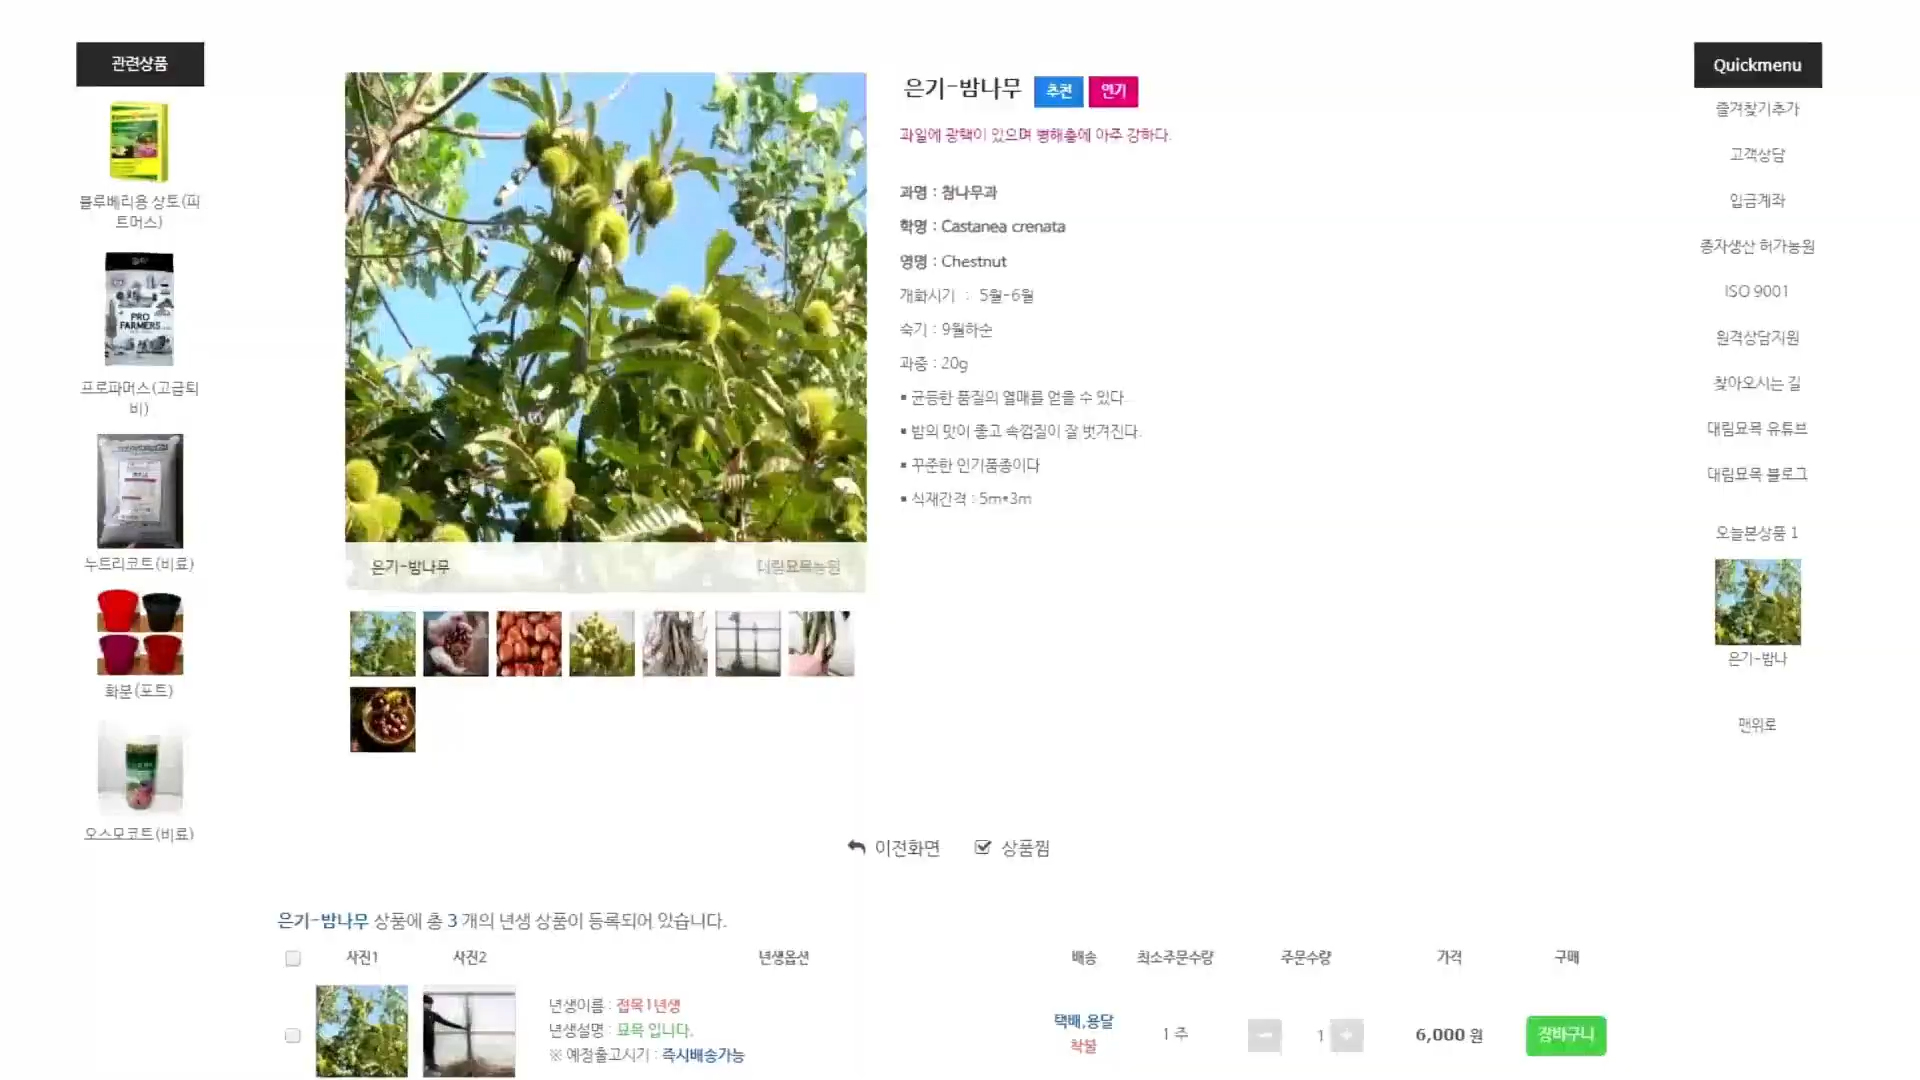 관련상품
블루베리용 상토(피
트머스)
PRO
FARMERS
프로파머스(고급퇴
비)
누트리코트(비료)
화분(포트)
오스모코트(비료)
은기-밤나무
대림묘목농원
은기-밤나무 추천 인기
과일에 광택이 있으며 병해충에 아주 강하다.
과명 : 참나무과
학명 : Castanea crenata
영명 : Chestnut
개화시기 : 5월-6월
숙기 : 9월하순
과중 : 20g
▪ 균등한 품질의 열매를 얻을 수 있다.
▪ 밤의 맛이 좋고 속껍질이 잘 벗겨진다.
▪ 꾸준한 인기품종이다
▪ 식재간격 : 5m*3m
Quickmenu
즐겨찾기추가
고객상담
입금계좌
종자생산 허가농원
ISO 9001
원격상담지원
찾아오시는 길
대림묘목 유튜브
대림묘목 블로그
오늘본상품 1
은기-밤나
맨위로
이전화면 상품찜
은기-밤나무 상품에 총 3 개의 년생 상품이 등록되어 있습니다.
사진1 사진2 년생옵션 배송 최소주문수량 주문수량 가격 구매
년생이름 : 접목1년생
년생설명 : 묘목 입니다.
※ 예정출고시기 : 즉시배송가능
택배,용달
착불
1 주
1
6,000 원
장바구니